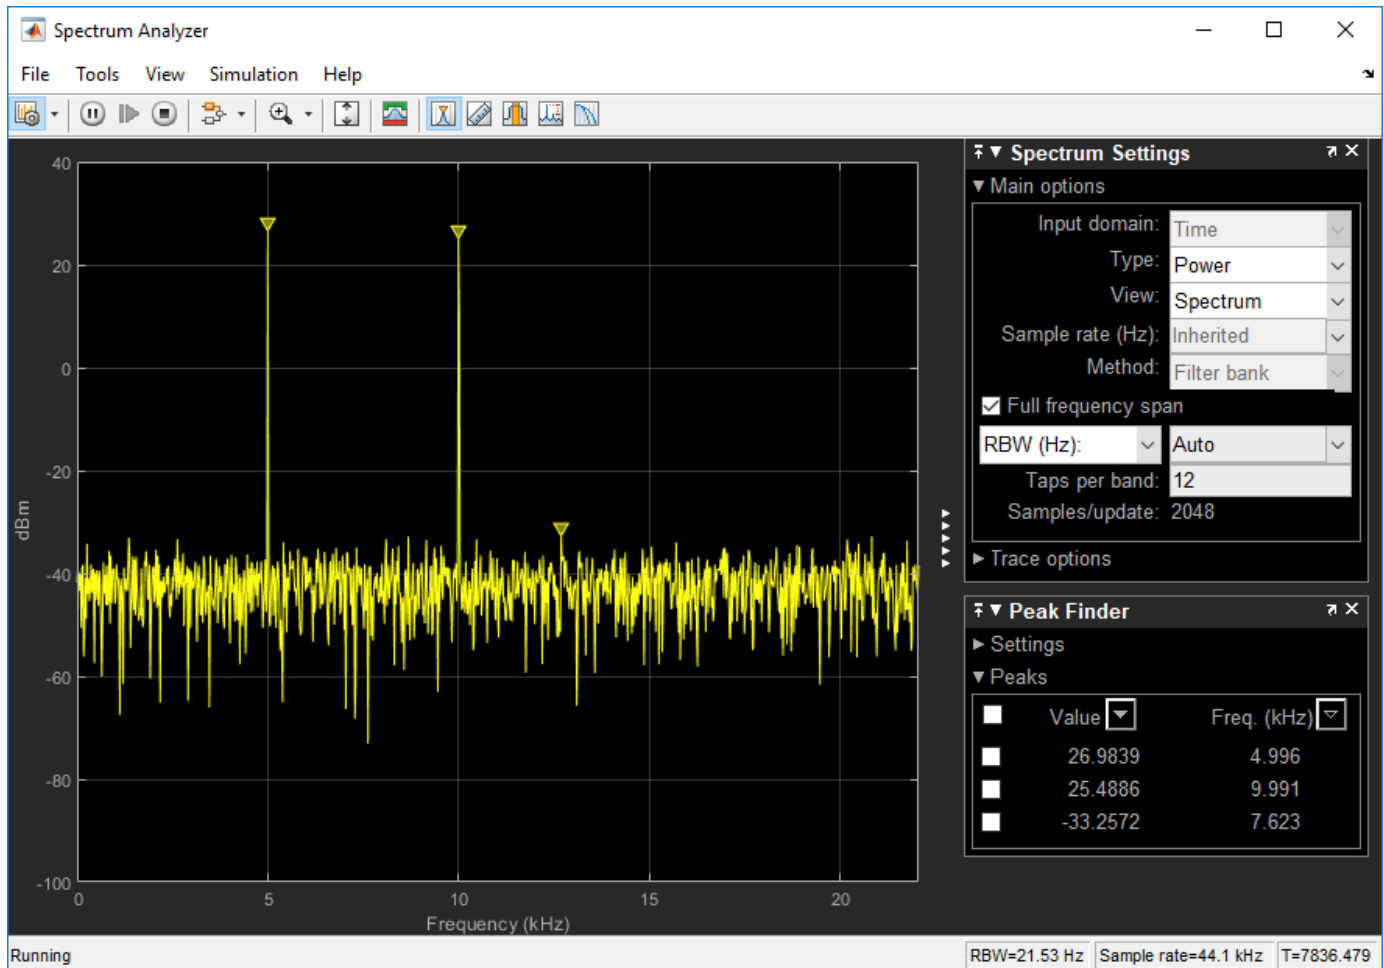 Spectrum Analyzer
File Tools View Simulation Help
40
20
0
-20
-40
-60
-80
-100
dBm
0 5 10 15 20
Frequency (kHz)
Spectrum Settings
Main options
Input domain: Time
Type: Power
View: Spectrum
Sample rate (Hz): Inherited
Method: Filter bank
Full frequency span
RBW (Hz): Auto
Taps per band: 12
Samples/update: 2048
Trace options
Peak Finder
Settings
Peaks
Value Freq. (kHz)
26.9839 4.996
25.4886 9.991
-33.2572 7.623
Running RBW=21.53 Hz Sample rate=44.1 kHz T=7836.479